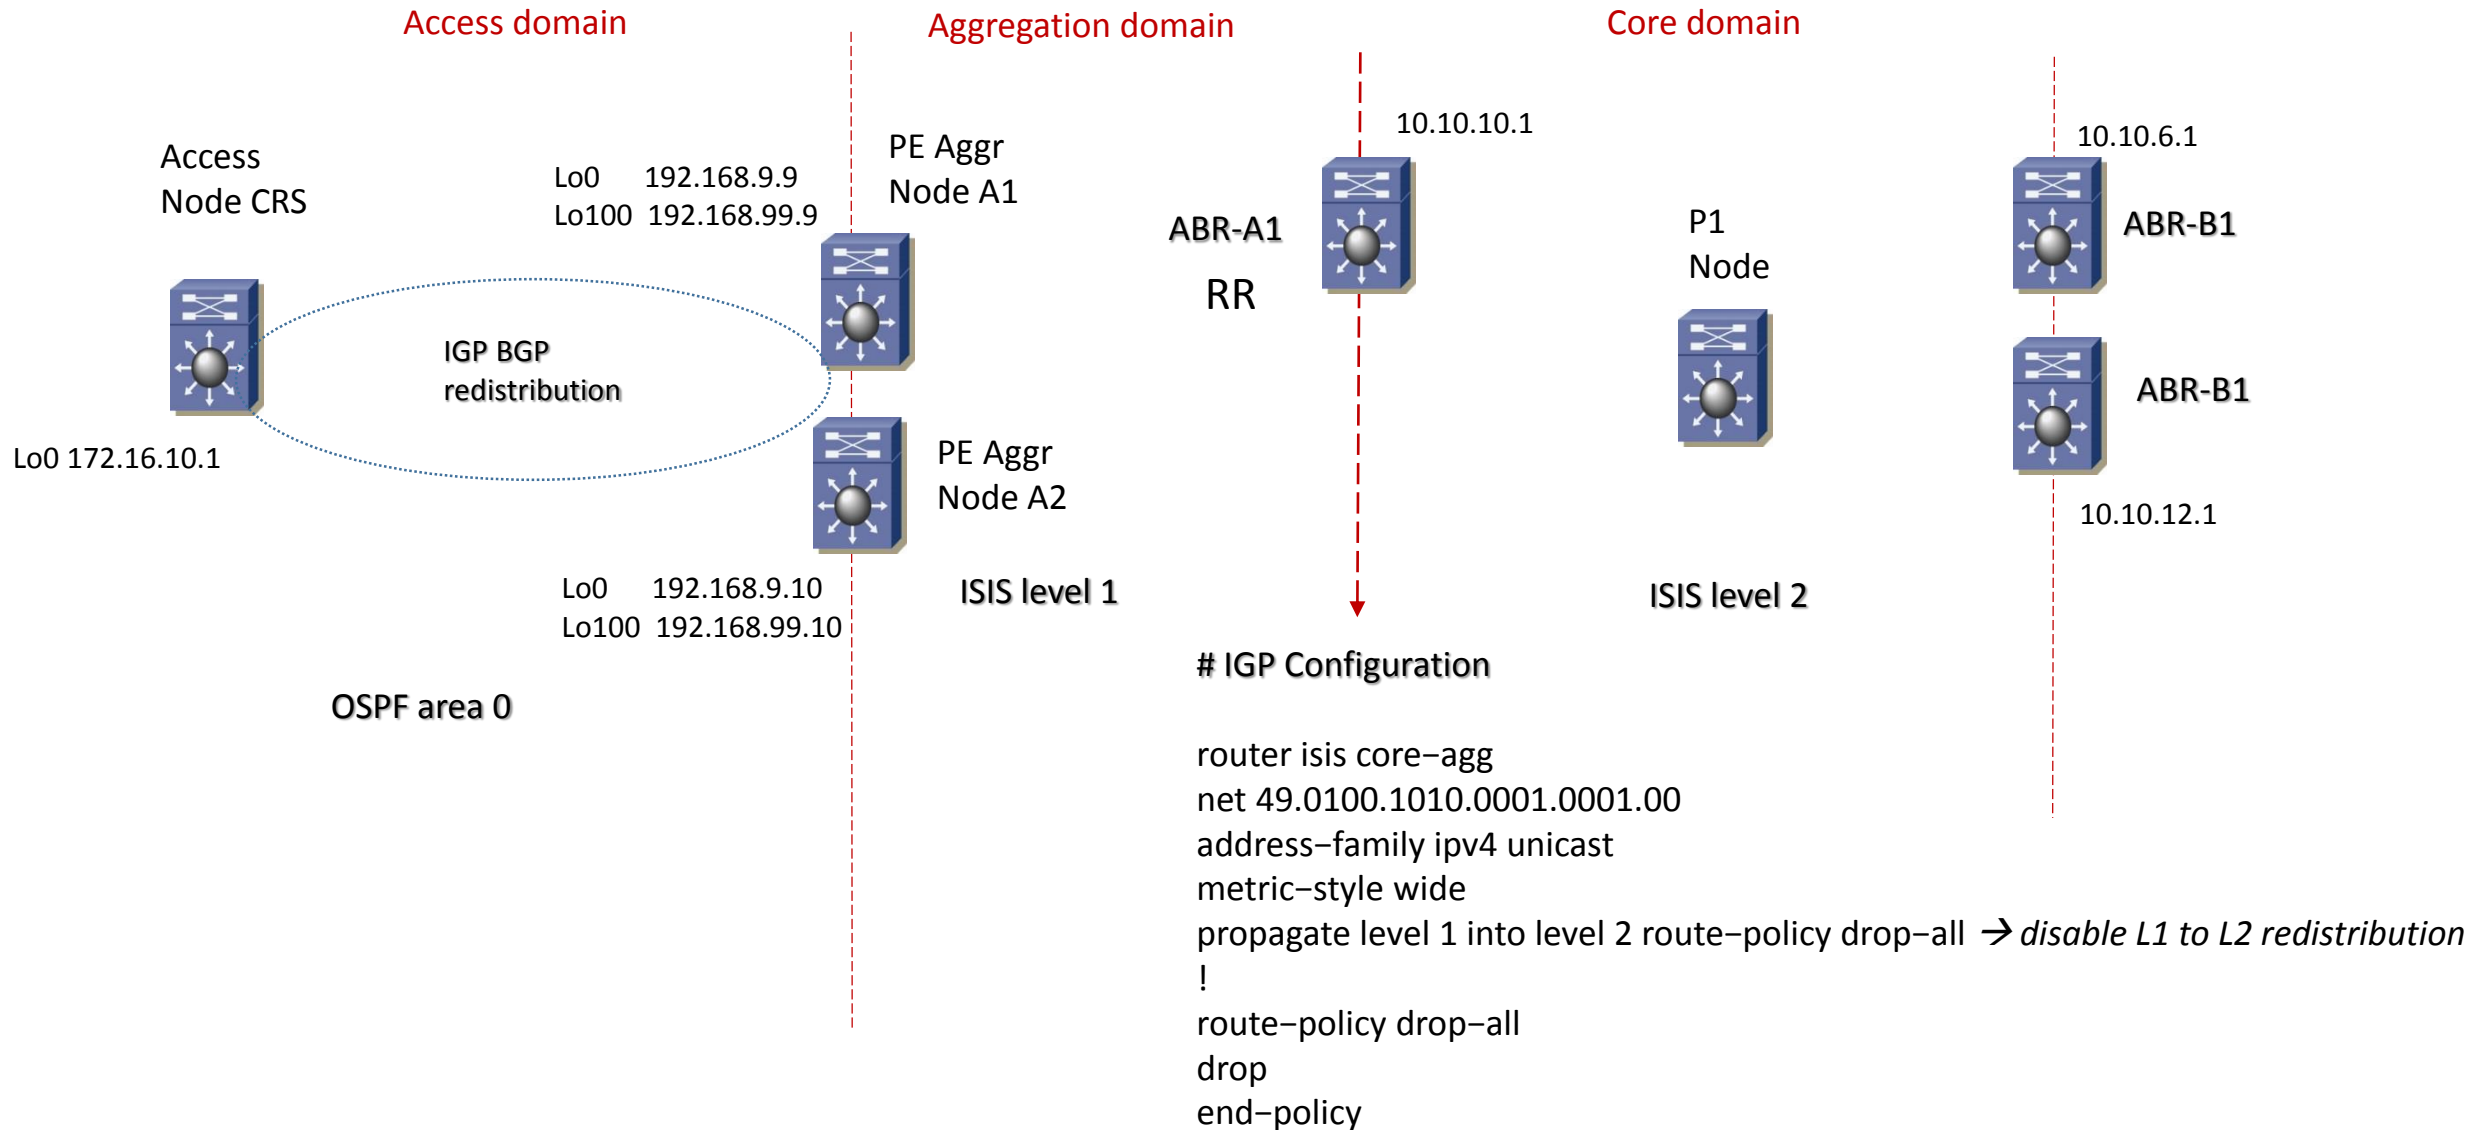 Access domain
Aggregation domain
Core domain
Access
Node CRS
Lo0 172.16.10.1
IGP BGP
redistribution
Lo0 192.168.9.9
Lo100 192.168.99.9
PE Aggr
Node A1
PE Aggr
Node A2
Lo0 192.168.9.10
Lo100 192.168.99.10
OSPF area 0
ISIS level 1
10.10.10.1
ABR-A1
RR
P1
Node
10.10.6.1
ABR-B1
ABR-B1
10.10.12.1
ISIS level 2
# IGP Configuration
router isis core−agg
net 49.0100.1010.0001.0001.00
address−family ipv4 unicast
metric−style wide
propagate level 1 into level 2 route−policy drop−all → disable L1 to L2 redistribution
!
route−policy drop−all
drop
end−policy